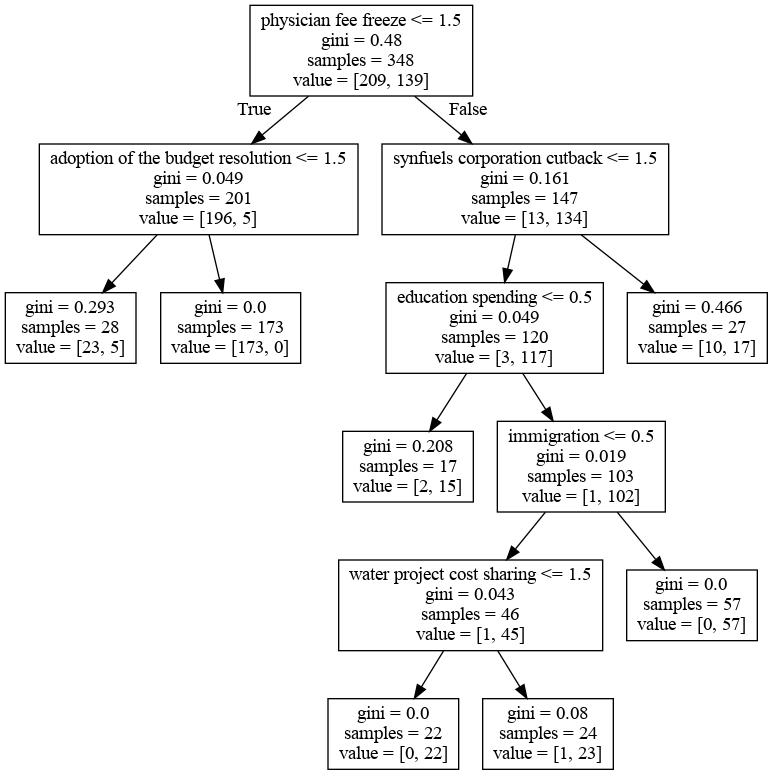 physician fee freeze <= 1.5
gini = 0.48
samples = 348
value = [209, 139]
True
False
adoption of the budget resolution <= 1.5
gini = 0.049
samples = 201
value = [196, 5]
synfuels corporation cutback <= 1.5
gini = 0.161
samples = 147
value = [13, 134]
gini = 0.293
samples = 28
value = [23, 5]
gini = 0.0
samples = 173
value = [173, 0]
education spending <= 0.5
gini = 0.049
samples = 120
value = [3, 117]
gini = 0.466
samples = 27
value = [10, 17]
gini = 0.208
samples = 17
value = [2, 15]
immigration <= 0.5
gini = 0.019
samples = 103
value = [1, 102]
water project cost sharing <= 1.5
gini = 0.043
samples = 46
value = [1, 45]
gini = 0.0
samples = 57
value = [0, 57]
gini = 0.0
samples = 22
value = [0, 22]
gini = 0.08
samples = 24
value = [1, 23]